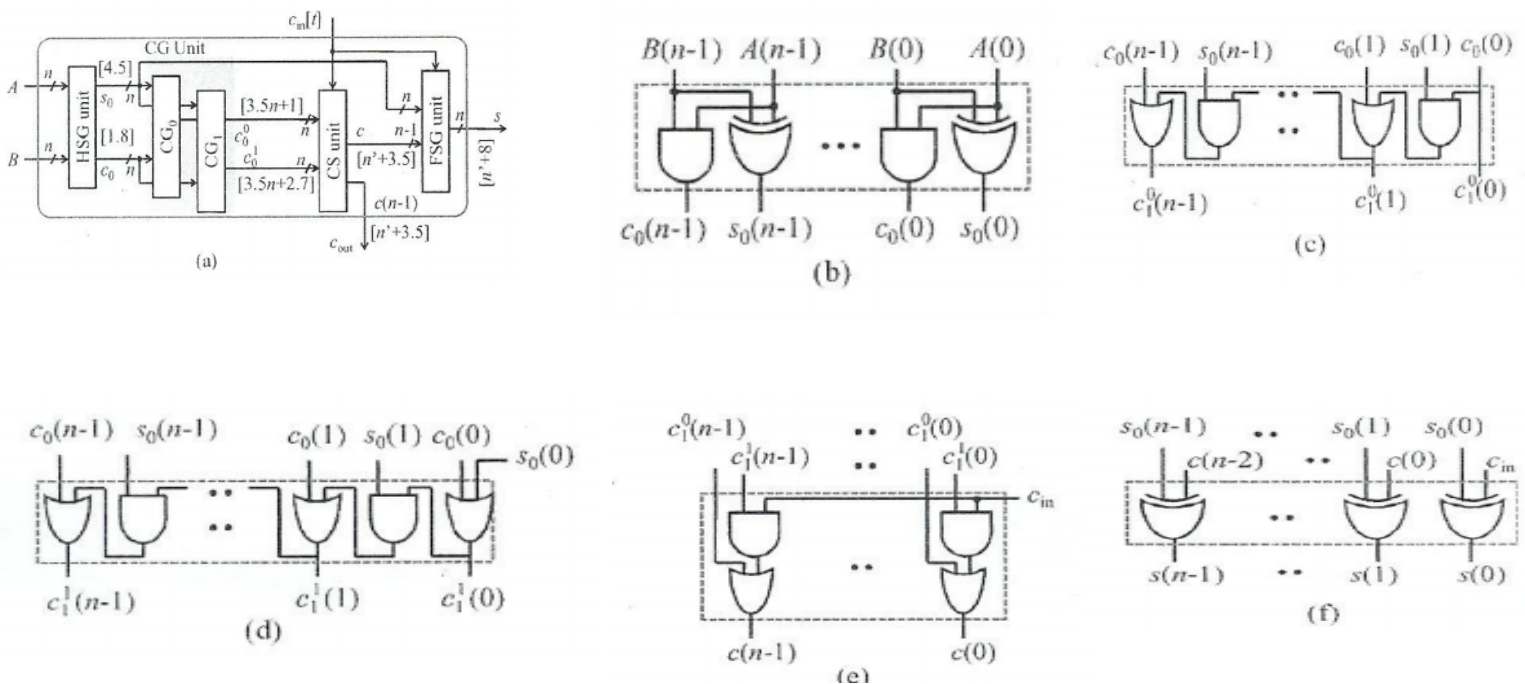 c_in[t]
CG Unit
n
[4.5]
A
s_0 n
HSG unit
CG_0
CG_1
[3.5n+1]
n
c_0^0
c_0^1
n
[3.5n+2.7]
[1.8]
B
n
c_0 n
CS unit
c
n-1
[n'+3.5]
n
FSG unit
n
s
[n'+8]
c(n-1)
[n'+3.5]
c_out
(a)
B(n-1) A(n-1) B(0) A(0)
c_0(n-1) s_0(n-1) c_0(0) s_0(0)
(b)
c_0(n-1) s_0(n-1) c_0(1) s_0(1) c_0(0)
c_1^0(n-1) c_1^0(1) c_1^0(0)
(c)
c_0(n-1) s_0(n-1) c_0(1) s_0(1) c_0(0)
s_0(0)
c_1^1(n-1) c_1^1(1) c_1^1(0)
(d)
c_1^0(n-1) c_1^0(0)
c_1^1(n-1) c_1^1(0)
c_in
c(n-1) c(0)
(e)
s_0(n-1) s_0(1) s_0(0)
c(n-2) c(0) c_in
s(n-1) s(1) s(0)
(f)